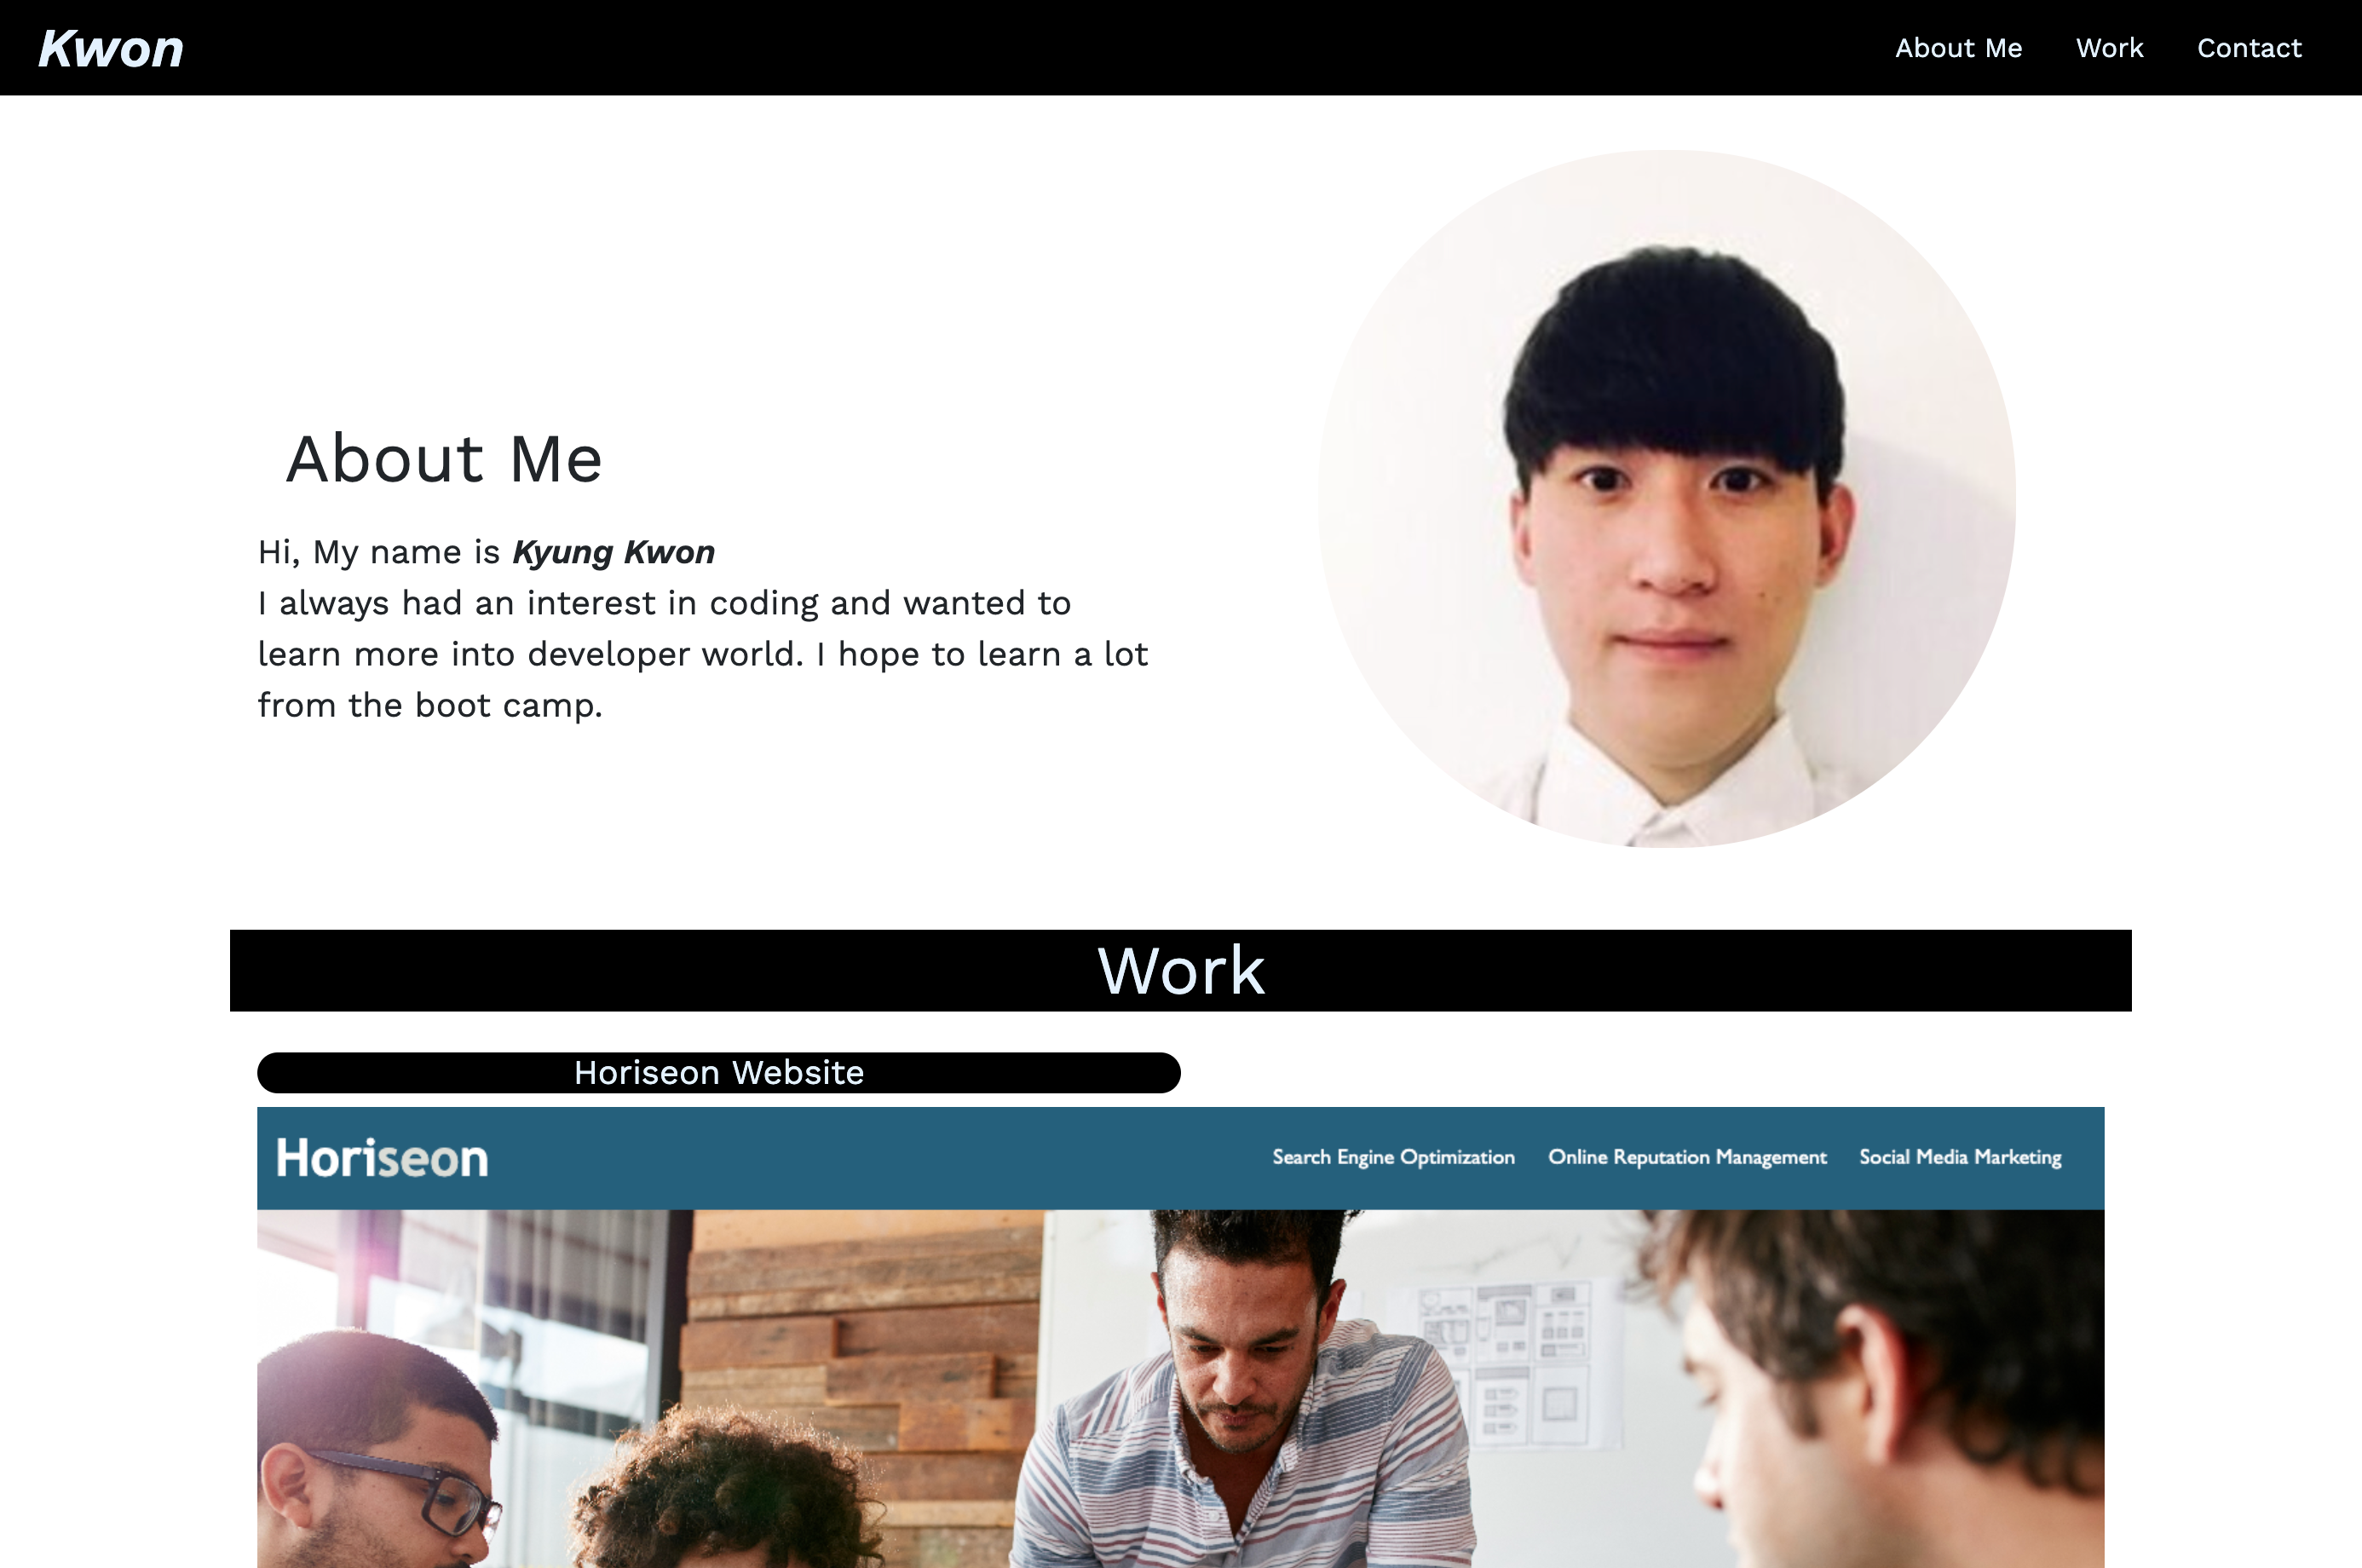 Kwon
About Me
Work
Contact
About Me
Hi, My name is Kyung Kwon
I always had an interest in coding and wanted to
learn more into developer world. I hope to learn a lot
from the boot camp.
Work
Horiseon Website
Horiseon
Search Engine Optimization
Online Reputation Management
Social Media Marketing